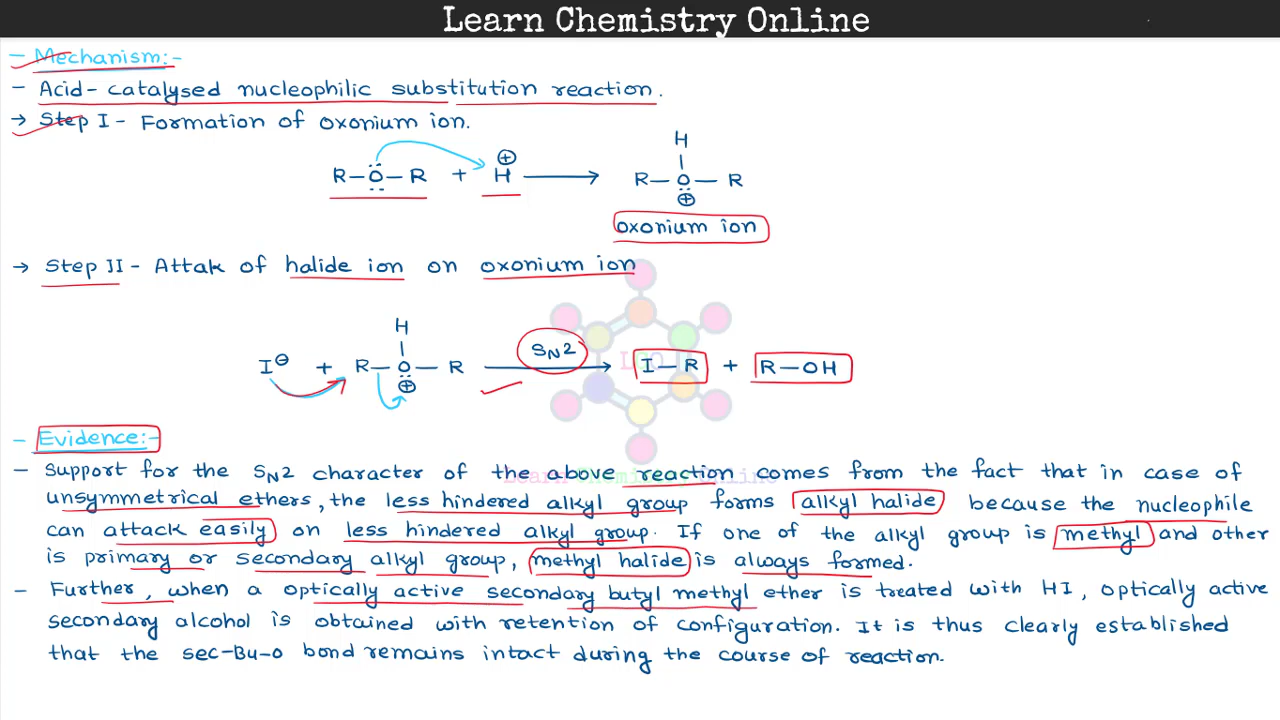 Learn Chemistry Online
- Mechanism:-
- Acid-catalysed nucleophilic substitution reaction.
→ Step I - Formation of oxonium ion.
H
R-O-R + H⊕ → R-O-R
⊕
oxonium ion
→ Step II - Attak of halide ion on oxonium ion
H
I⊖ + R-O-R → I-R + R-OH
SN2
⊕
LCO
- Evidence:-
Learn Chemistry Online
- Support for the SN2 character of the above reaction comes from the fact that in case of
unsymmetrical ethers, the less hindered alkyl group forms alkyl halide because the nucleophile
can attack easily on less hindered alkyl group. If one of the alkyl group is methyl and other
is primary or secondary alkyl group, methyl halide is always formed.
- Further, when a optically active secondary butyl methyl ether is treated with HI, optically active
secondary alcohol is obtained with retention of configuration. It is thus clearly established
that the sec-Bu-O bond remains intact during the course of reaction.